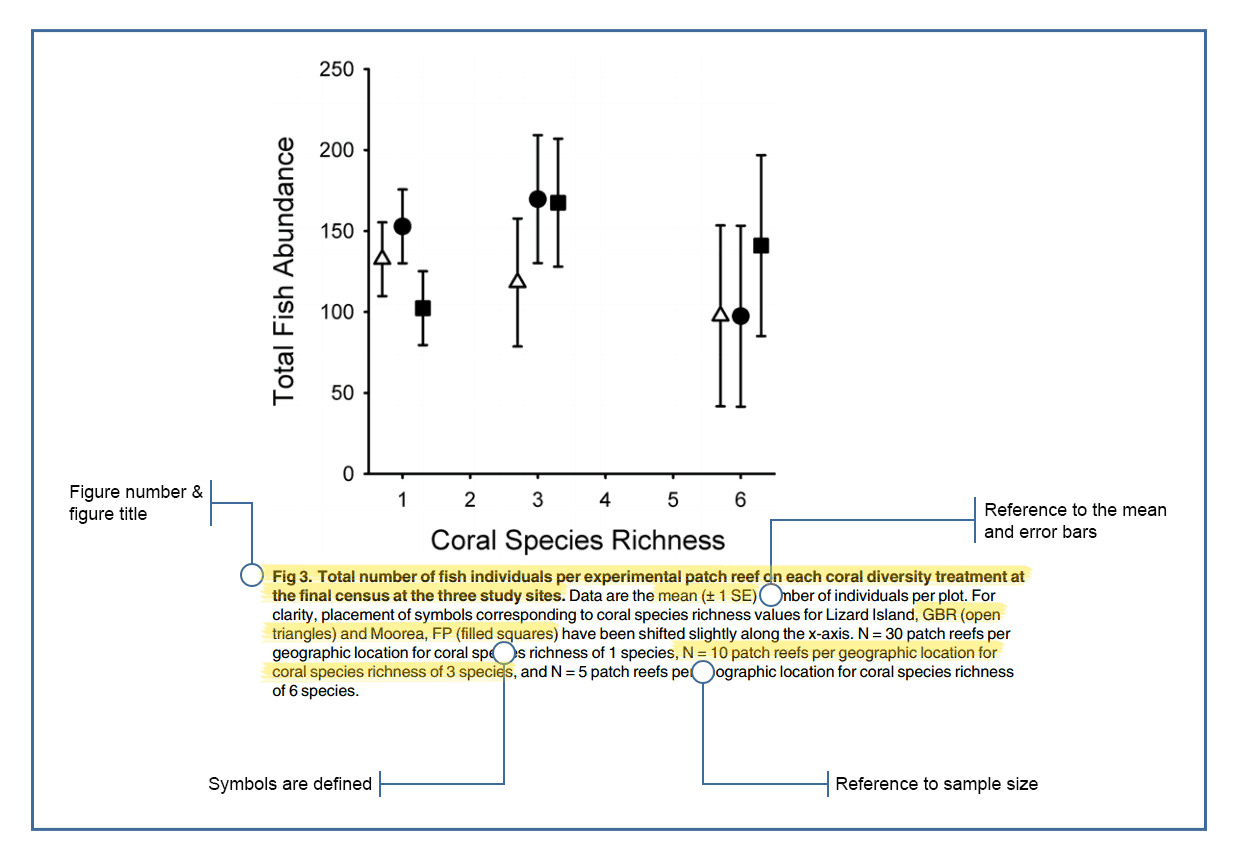 250
200
150
100
50
0
Total Fish Abundance
1 2 3 4 5 6
Coral Species Richness
Figure number &
figure title
Reference to the mean
and error bars
Fig 3. Total number of fish individuals per experimental patch reef on each coral diversity treatment at
the final census at the three study sites. Data are the mean (± 1 SE) mber of individuals per plot. For
clarity, placement of symbols corresponding to coral species richness values for Lizard Island, GBR (open
triangles) and Moorea, FP (filled squares) have been shifted slightly along the x-axis. N = 30 patch reefs per
geographic location for coral spe es richness of 1 species, N = 10 patch reefs per geographic location for
coral species richness of 3 species, and N = 5 patch reefs per ographic location for coral species richness
of 6 species.
Symbols are defined
Reference to sample size